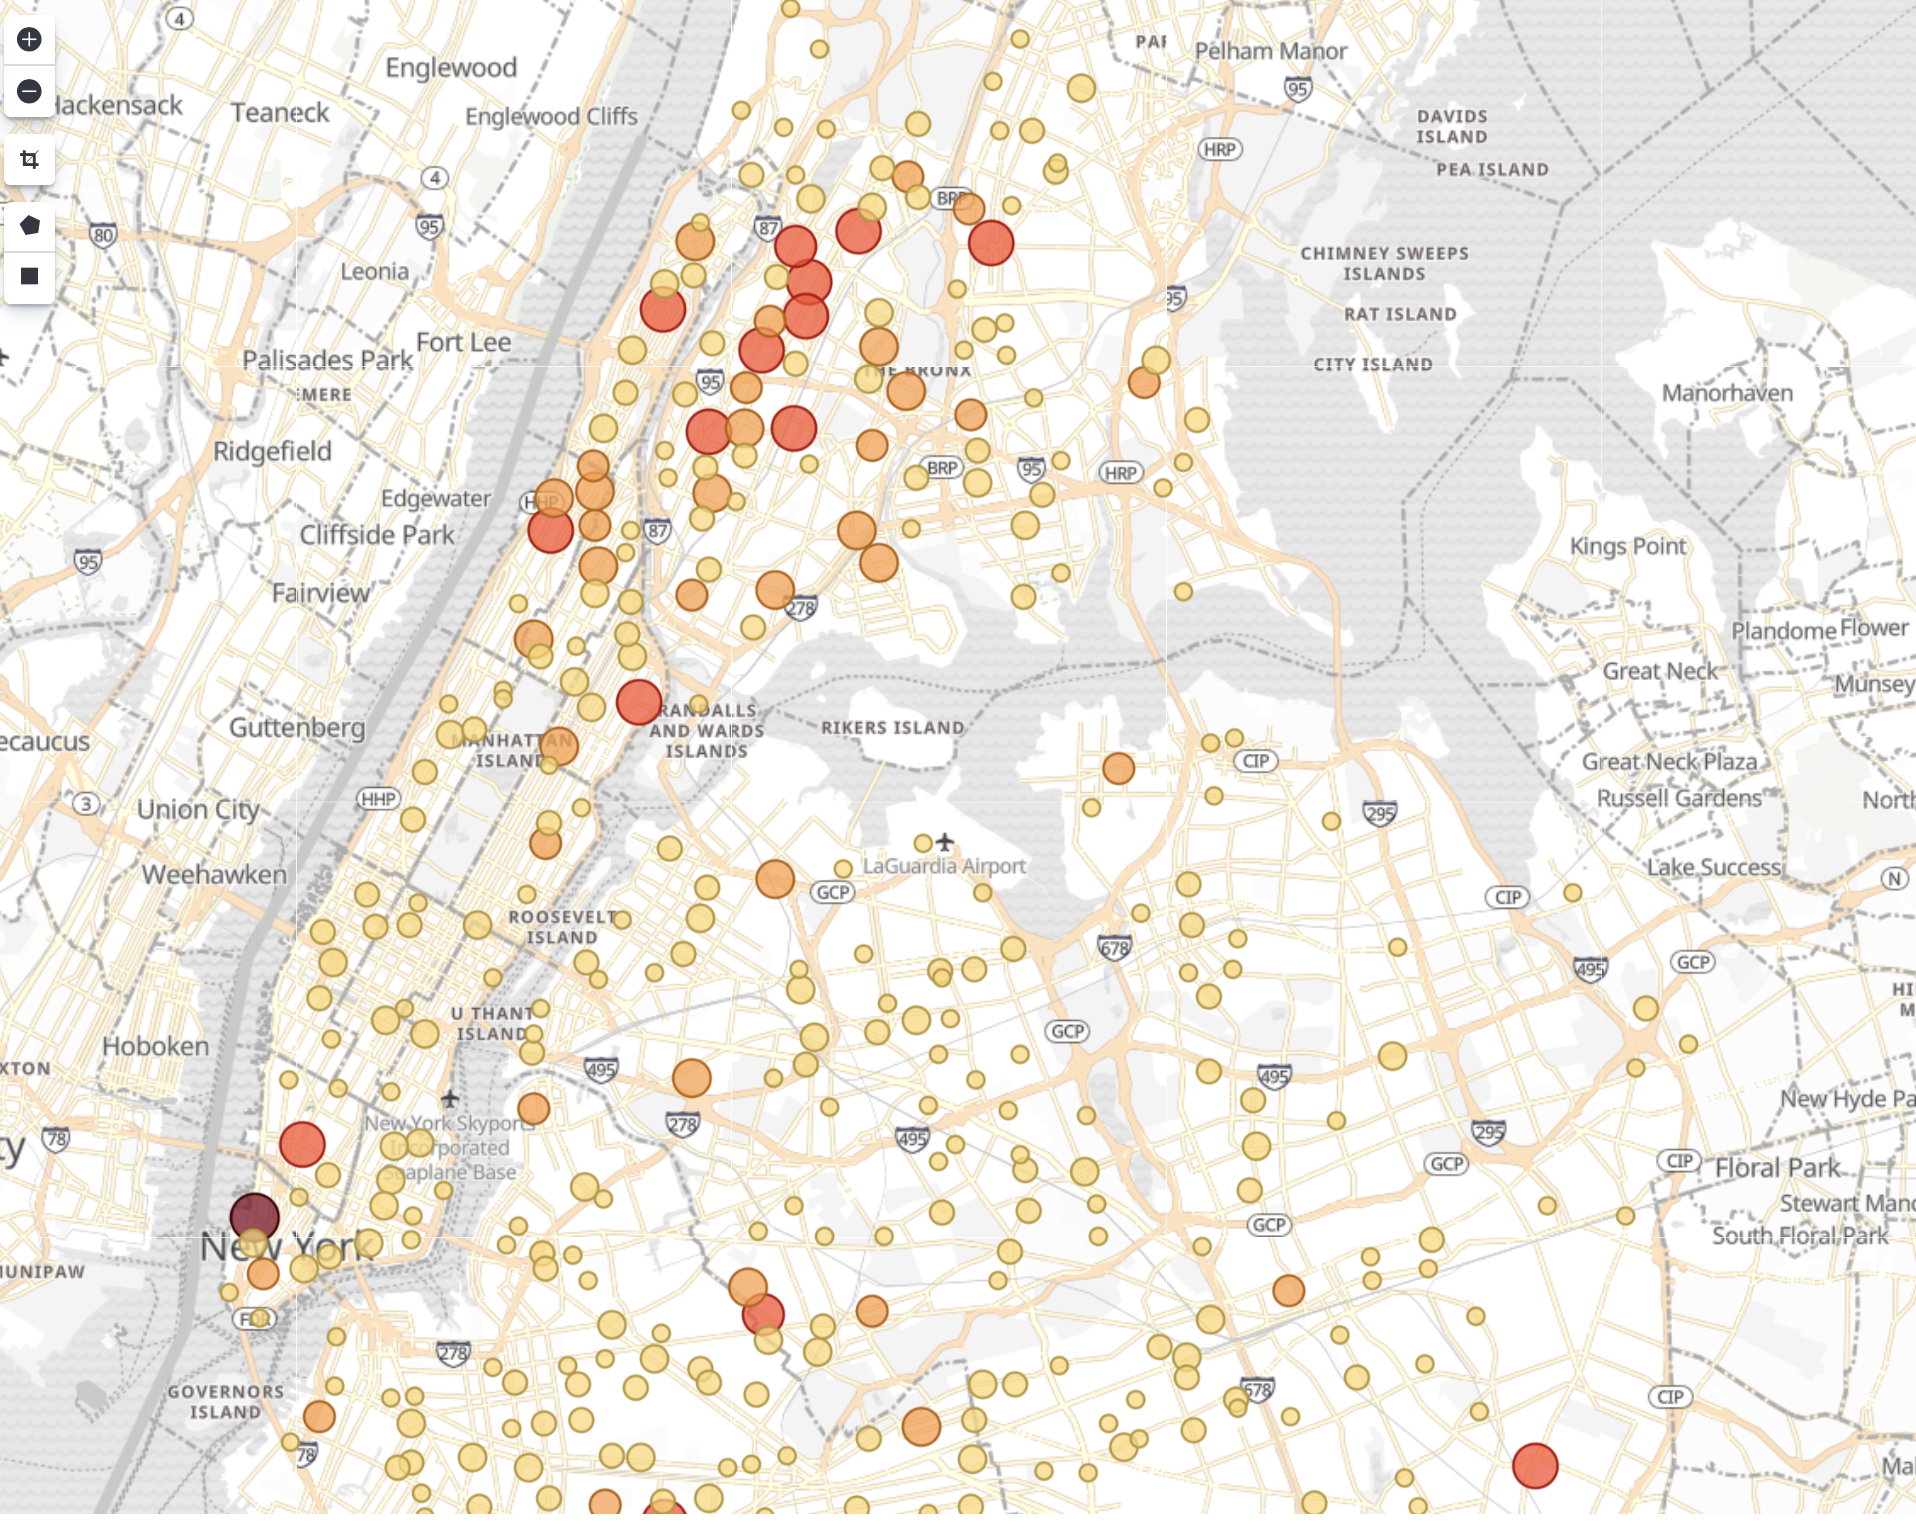 4
Englewood
Hackensack
Teaneck
Englewood Cliffs
Pelham Manor
95
DAVIDS
ISLAND
HRP
PEA ISLAND
4
BRP
80
95
87
Leonia
CHIMNEY SWEEPS
ISLANDS
95
RAT ISLAND
Palisades Park
Fort Lee
CITY ISLAND
THE BRONX
95
MERE
Manorhaven
Ridgefield
BRP
95
HRP
Edgewater
HHP
Cliffside Park
87
95
Kings Point
Fairview
278
Plandome
Flower
Great Neck
Munsey
Guttenberg
RANDALLS
AND WARDS
ISLANDS
RIKERS ISLAND
ecaucus
MANHATTAN
ISLAND
CIP
Great Neck Plaza
HHP
Russell Gardens
North
3
Union City
295
LaGuardia Airport
Lake Success
Weehawken
GCP
CIP
N
ROOSEVELT
ISLAND
678
GCP
495
U THANT
ISLAND
GCP
Hoboken
495
495
XTON
New York Skyports
Incorporated
Seaplane Base
New Hyde Pa
78
278
495
295
ty
GCP
CIP
Floral Park
Stewart Mano
GCP
South Floral Park
New York
MUNIPAW
FDR
278
GOVERNORS
ISLAND
678
CIP
78